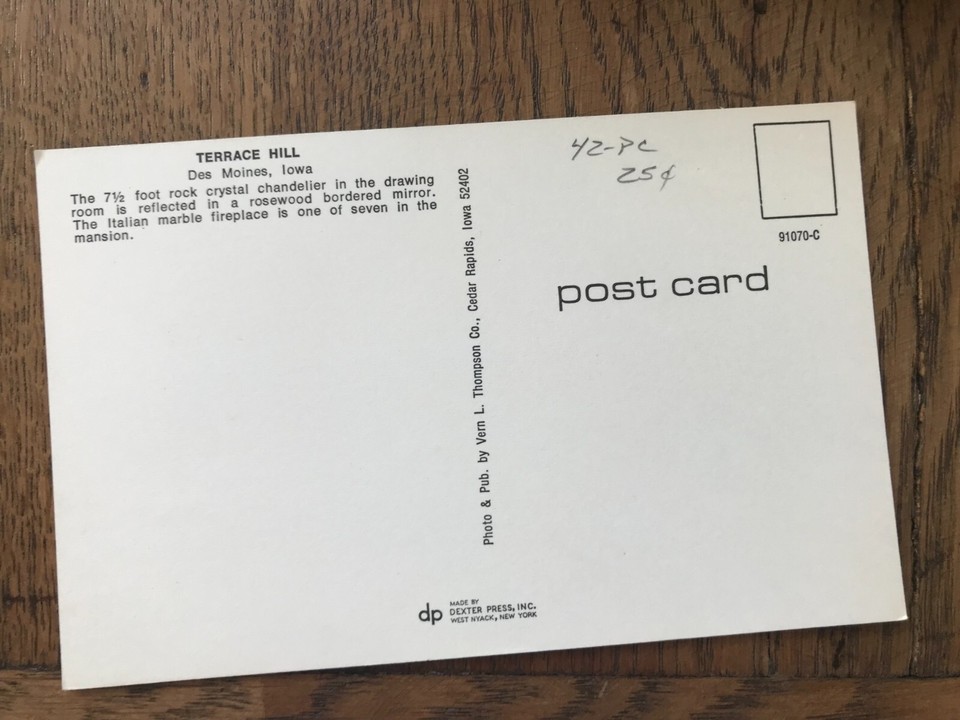 TERRACE HILL
Des Moines, Iowa
The 7½ foot rock crystal chandelier in the drawing
room is reflected in a rosewood bordered mirror.
The Italian marble fireplace is one of seven in the
mansion.
Photo & Pub. by Vern L. Thompson Co., Cedar Rapids, Iowa 52402
42-PC
25¢
91070-C
post card
dp
MADE BY
DEXTER PRESS, INC.
WEST NYACK, NEW YORK